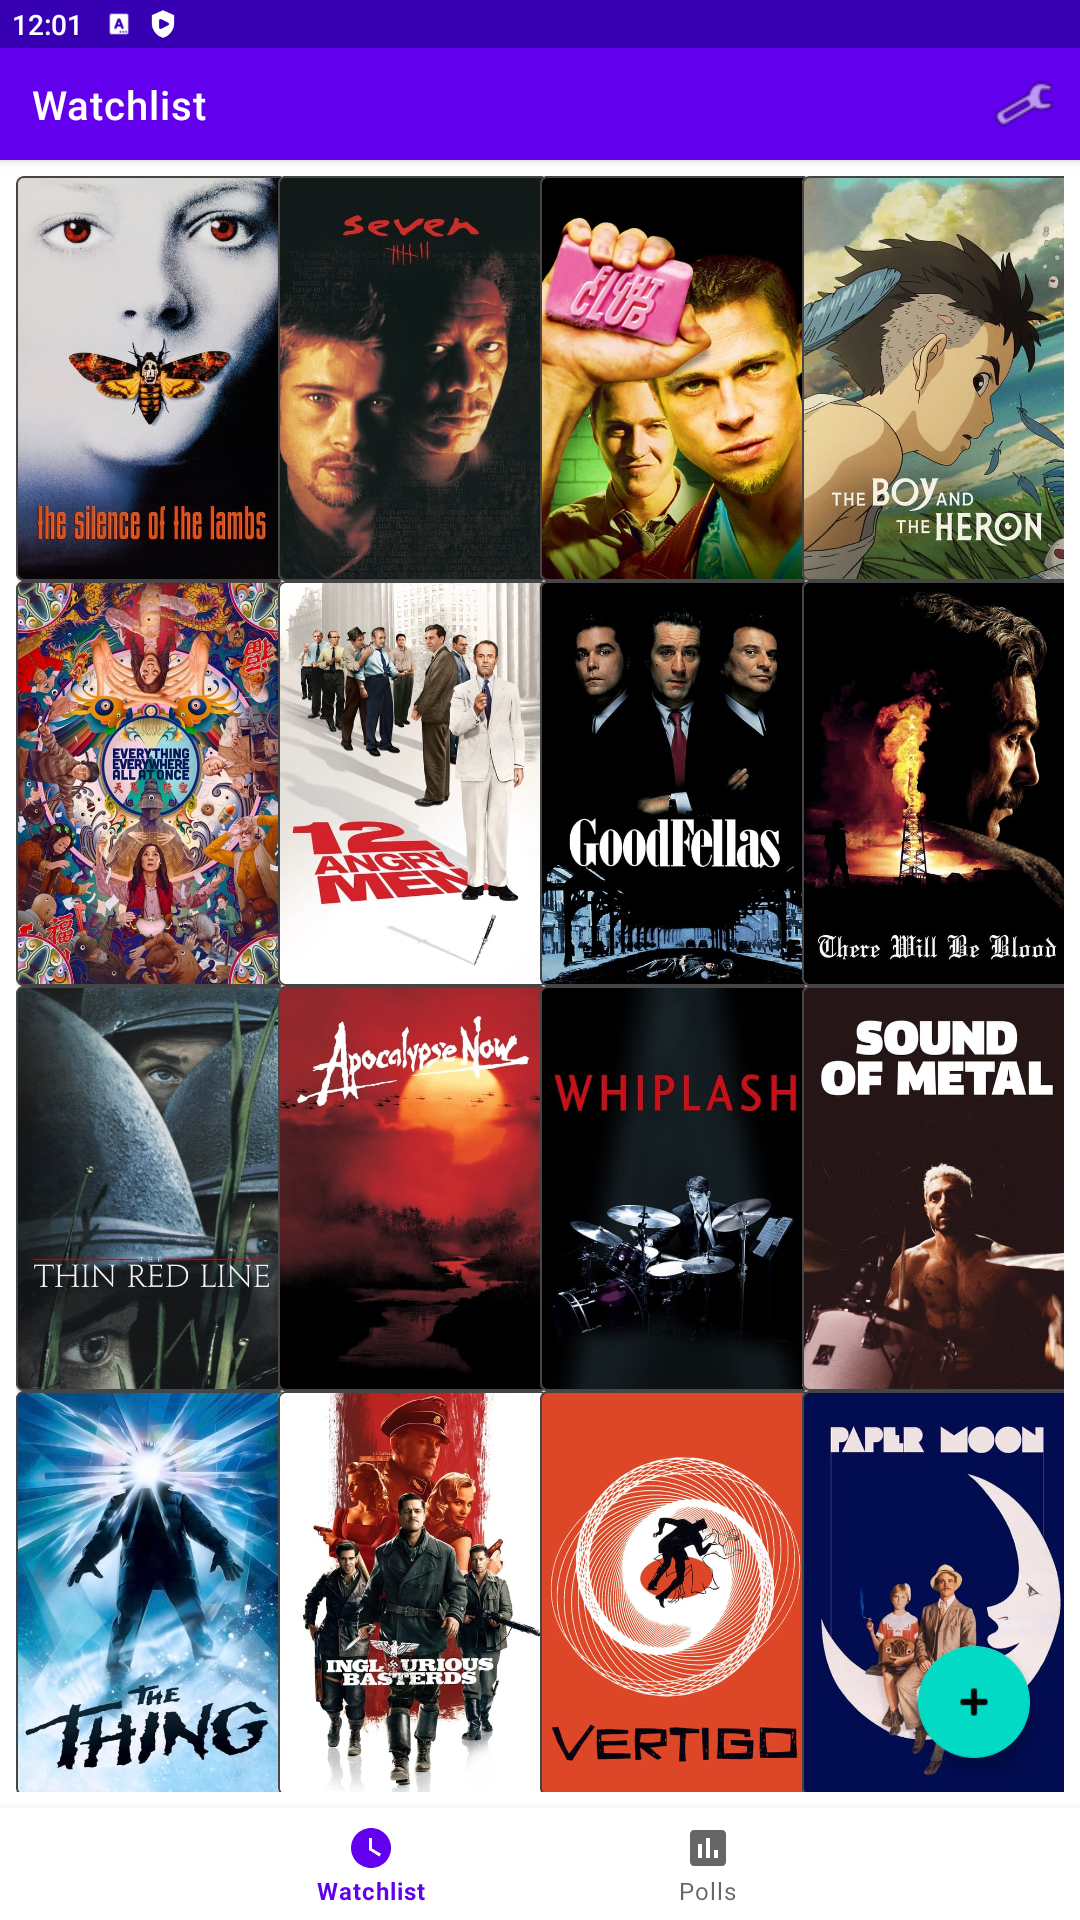 12:01
Watchlist
the silence of the lambs
seven
FIGHT
CLUB
THE BOY AND
THE HERON
EVERYTHING
EVERYWHERE
ALL AT ONCE
福
12
ANGRY
MEN
GoodFellas
There Will Be Blood
THE
THIN RED LINE
Apocalypse Now
WHIPLASH
SOUND
OF METAL
THE
THING
INGLOURIOUS
BASTERDS
VERTIGO
PAPER MOON
+
Watchlist
Polls